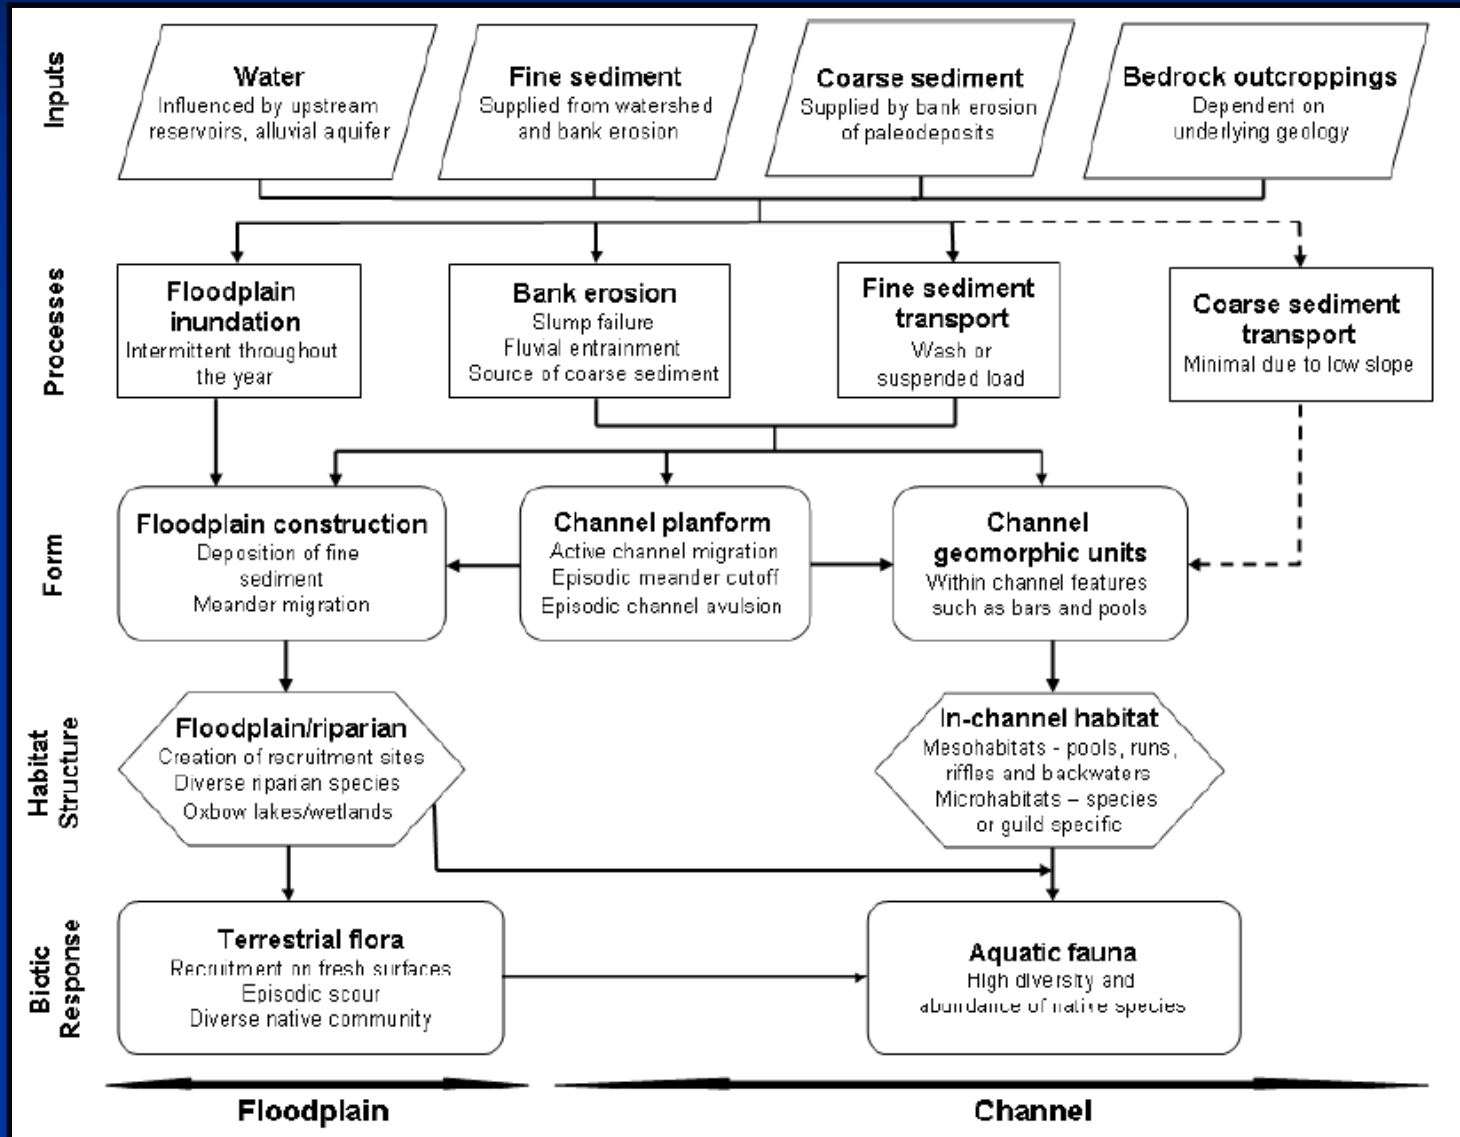 Inputs
Water
Influenced by upstream
reservoirs, alluvial aquifer
Fine sediment
Supplied from watershed
and bank erosion
Coarse sediment
Supplied by bank erosion
of paleodeposits
Bedrock outcroppings
Dependent on
underlying geology
Processes
Floodplain
inundation
Intermittent throughout
the year
Bank erosion
Slump failure
Fluvial entrainment
Source of coarse sediment
Fine sediment
transport
Wash or
suspended load
Coarse sediment
transport
Minimal due to low slope
Form
Floodplain construction
Deposition of fine
sediment
Meander migration
Channel planform
Active channel migration
Episodic meander cutoff
Episodic channel avulsion
Channel
geomorphic units
Within channel features
such as bars and pools
Habitat
Structure
Floodplain/riparian
Creation of recruitment sites
Diverse riparian species
Oxbow lakes/wetlands
In-channel habitat
Mesohabitats - pools, runs,
riffles and backwaters
Microhabitats – species
or guild specific
Biotic
Response
Terrestrial flora
Recruitment on fresh surfaces
Episodic scour
Diverse native community
Aquatic fauna
High diversity and
abundance of native species
Floodplain
Channel